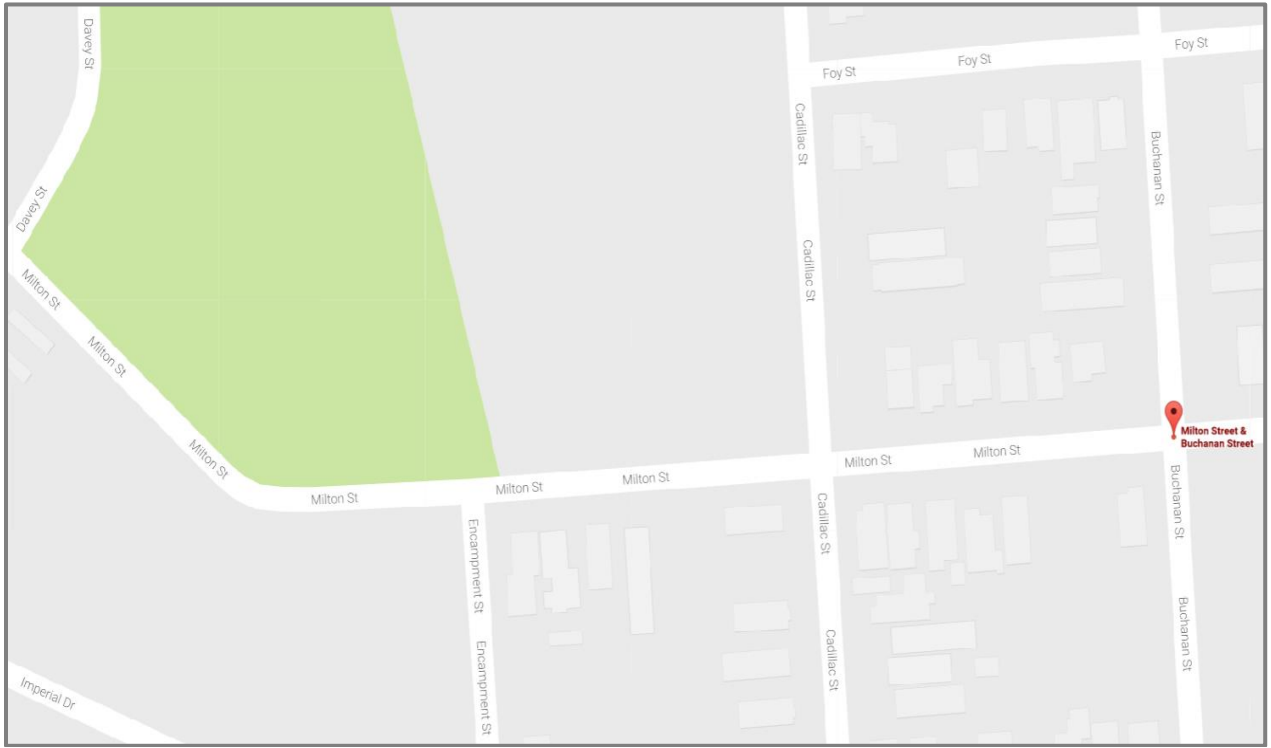 Davey St
Foy St
Foy St
Foy St
Cadillac St
Buchanan St
Davey St
Cadillac St
Milton St
Milton St
Milton Street &
Buchanan Street
Milton St
Milton St
Milton St
Milton St
Milton St
Milton St
Buchanan St
Cadillac St
Encampment St
Buchanan St
Cadillac St
Encampment St
Imperial Dr